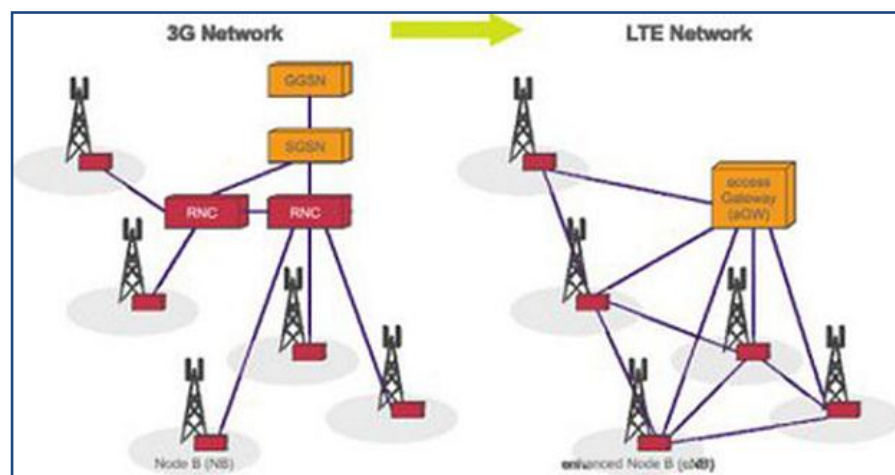 3G Network
LTE Network
GGSN
SGSN
RNC
RNC
Node B (NB)
access
Gateway
(aGW)
enhanced Node B (eNB)